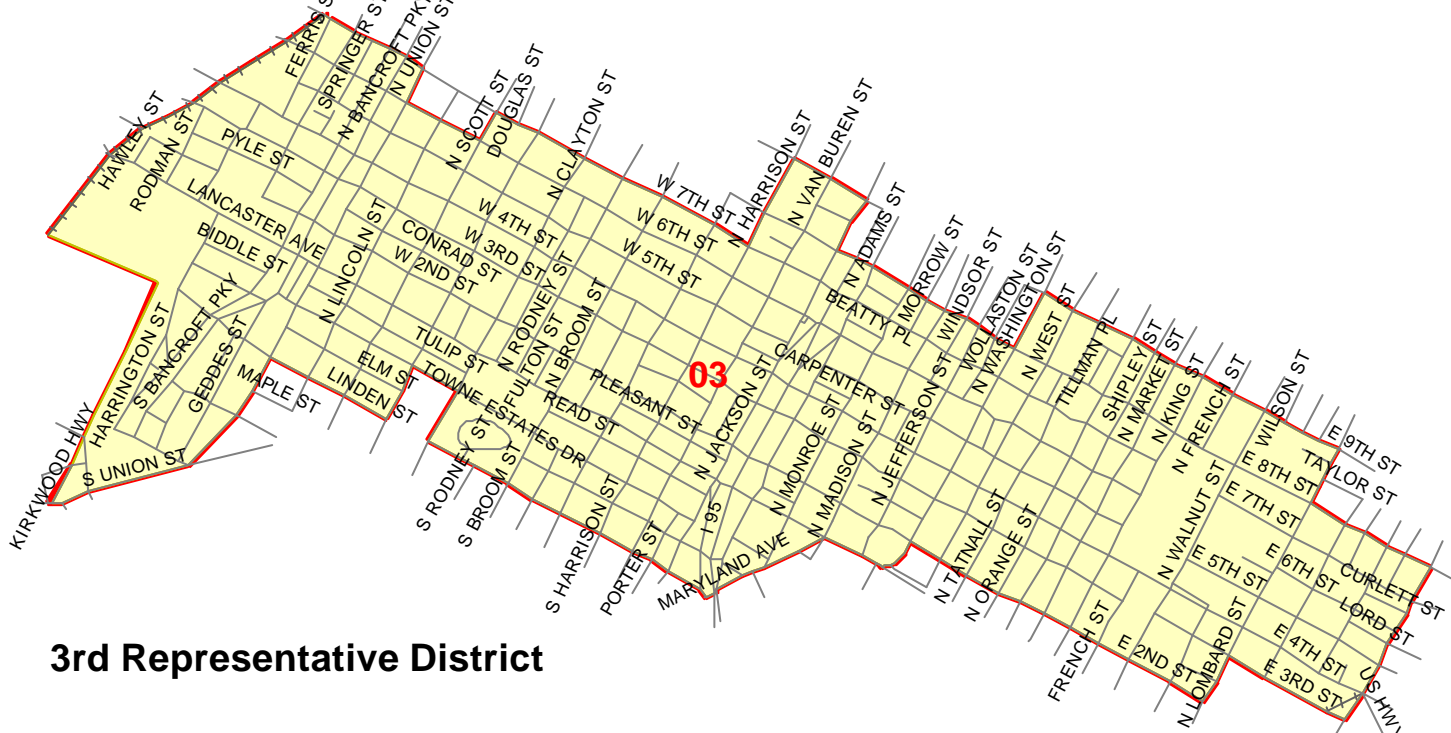 FERRIS S
SPRINGER ST
N BANCROFT PKY
N UNION ST
HAWLEY ST
RODMAN ST
PYLE ST
N SCOTT ST
DOUGLAS ST
N CLAYTON ST
LANCASTER AVE
BIDDLE ST
N LINCOLN ST
CONRAD ST
W 2ND ST
W 3RD ST
W 4TH ST
W 5TH ST
W 6TH ST
W 7TH ST
N HARRISON ST
N VAN BUREN ST
N ADAMS ST
MORROW ST
WINDSOR ST
WOLLASTON ST
N WASHINGTON ST
N WEST ST
TILLMAN PL
SHIPLEY ST
N MARKET ST
N KING ST
N FRENCH ST
WILSON ST
E 9TH ST
TAYLOR ST
E 8TH ST
E 7TH ST
BEATTY PL
CARPENTER ST
03
N RODNEY ST
FULTON ST
N BROOM ST
TULIP ST
ELM ST
LINDEN ST
MAPLE ST
TOWNE ESTATES DR
READ ST
PLEASANT ST
N JACKSON ST
N MONROE ST
N MADISON ST
N JEFFERSON ST
HARRINGTON ST
S BANCROFT PKY
GEDDES ST
KIRKWOOD HWY
S UNION ST
S RODNEY ST
S BROOM ST
S HARRISON ST
PORTER ST
I 95
MARYLAND AVE
N TATNALL ST
N ORANGE ST
N WALNUT ST
E 5TH ST
E 6TH ST
CURLETT ST
LORD ST
E 4TH ST
E 3RD ST
E 2ND ST
FRENCH ST
N LOMBARD ST
US HWY
3rd Representative District